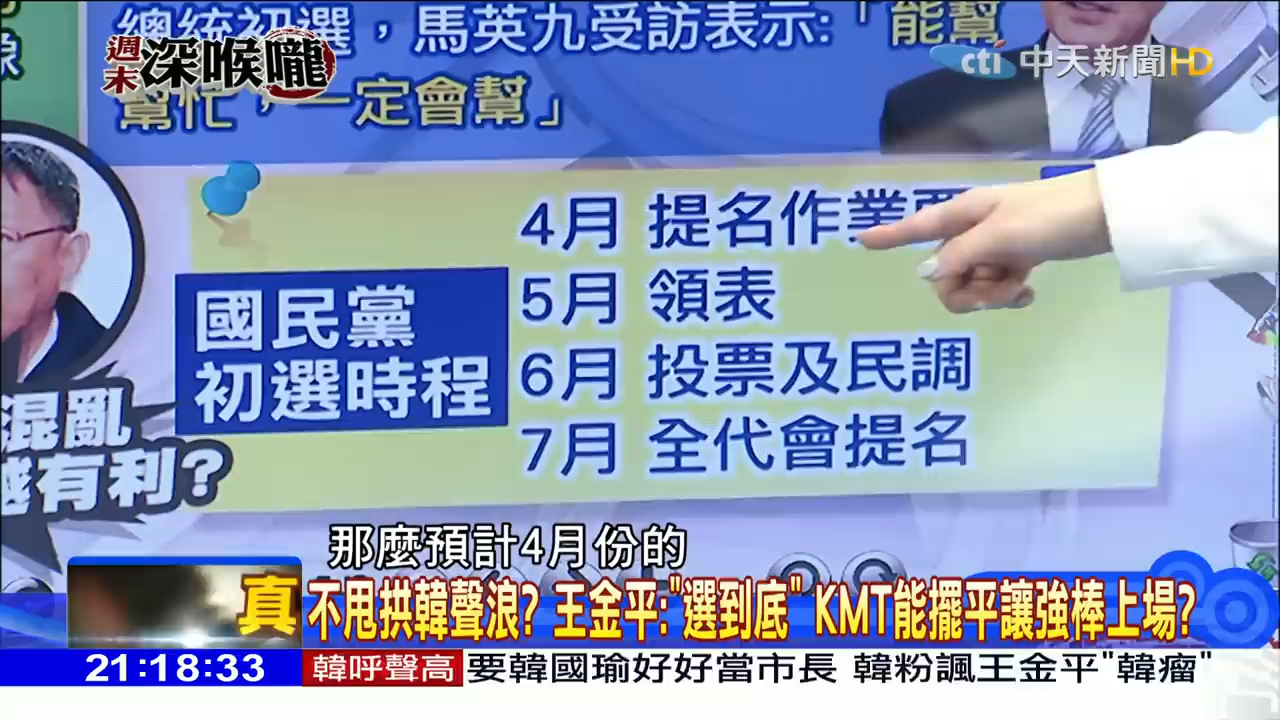 總統初選，馬英九受訪表示:「能幫
幫忙，一定會幫」
週末深喉嚨
cti 中天新聞HD
國民黨
初選時程
4月 提名作業
5月 領表
6月 投票及民調
7月 全代會提名
混亂
越有利?
那麼預計4月份的
真
不甩拱韓聲浪? 王金平:"選到底" KMT能擺平讓強棒上場?
21:18:33
韓呼聲高
要韓國瑜好好當市長 韓粉諷王金平"韓瘤"